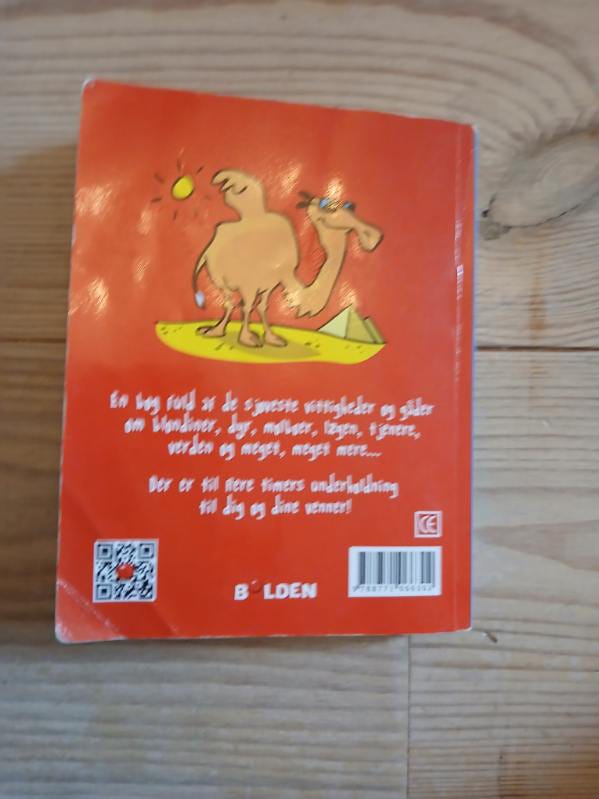 En bog fuld af de sjoveste vittigheder og gåder
om blondiner, dyr, molboer, lægen, tjenere,
verden og meget, meget mere...
Der er til flere timers underholdning
til dig og dine venner!
CE
BOLDEN